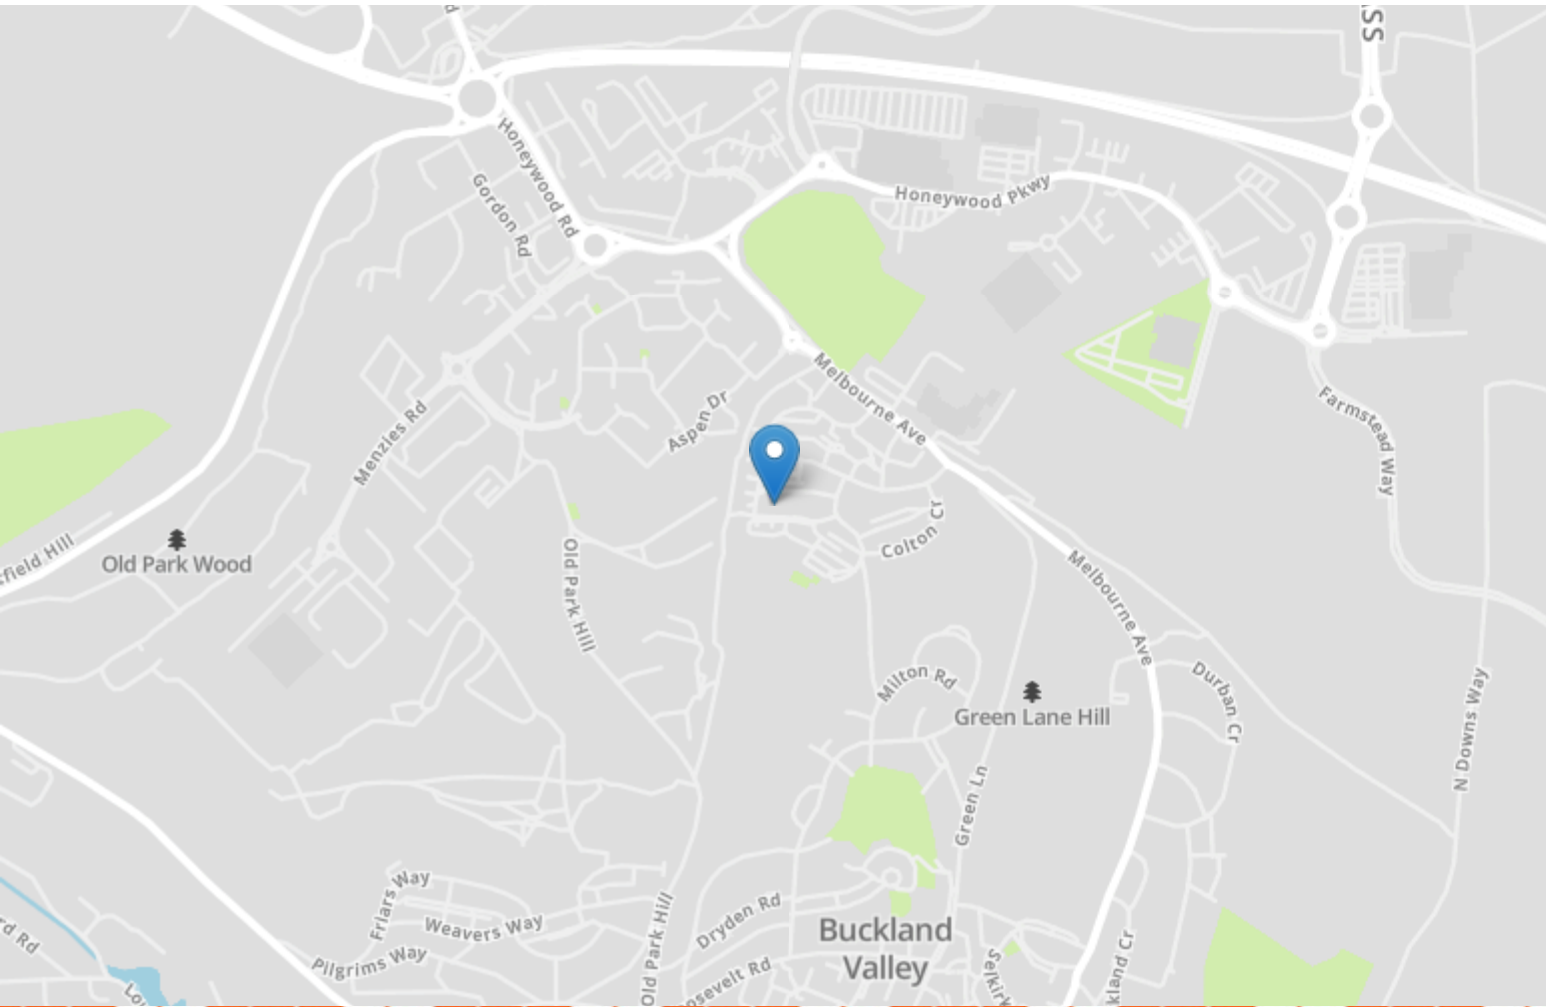 SS
Honeywood Rd
Gordon Rd
Honeywood Pkwy
Melbourne Ave
Aspen Dr
Menzies Rd
Farmstead Way
Colton Cr
Old Park Wood
Old Park Hill
Melbourne Ave
Milton Rd
Green Lane Hill
Durban Cr
N Downs Way
Green Ln
Friars Way
Weavers Way
Pilgrims Way
Old Park Hill
Dryden Rd
Buckland
Valley